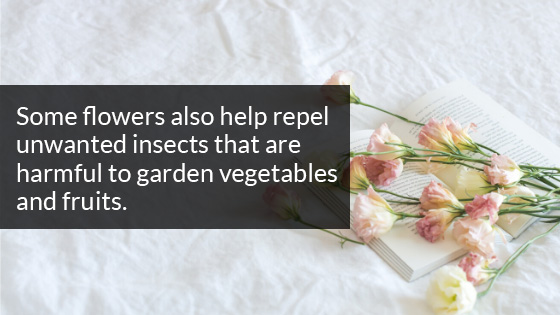 Some flowers also help repel
unwanted insects that are
harmful to garden vegetables
and fruits.